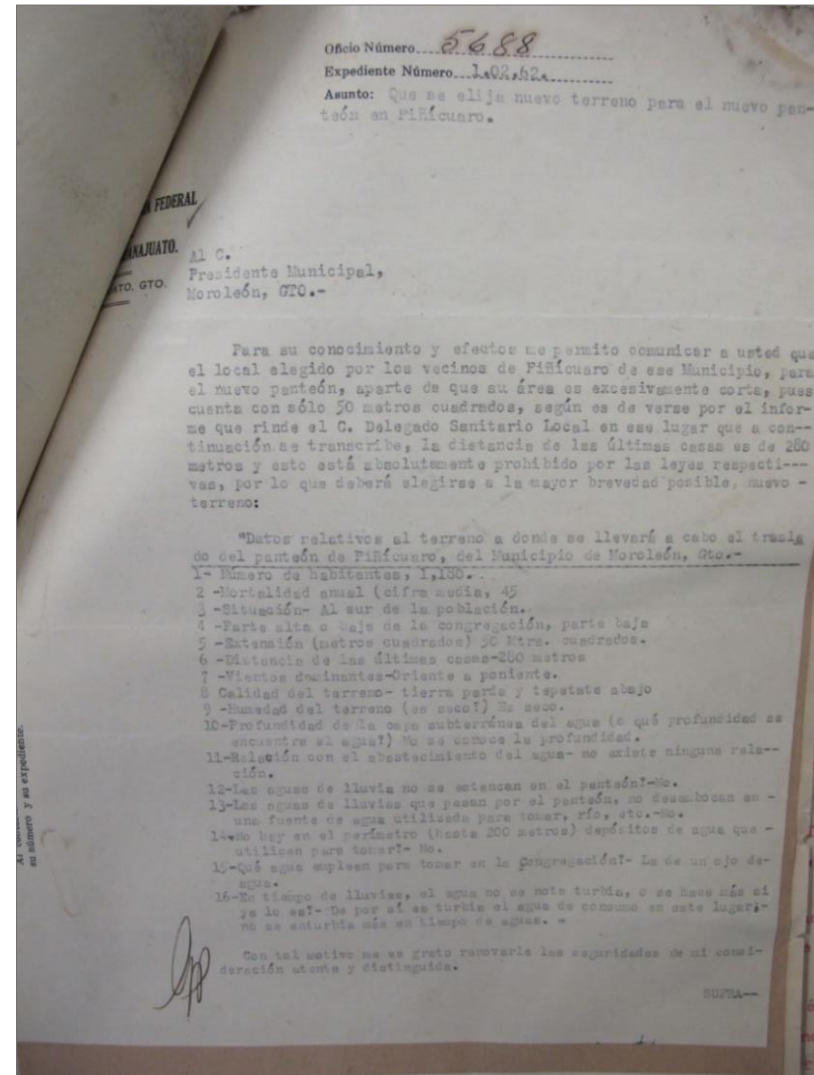 Oficio Número 5688
Expediente Número 1.02.62.
Asunto: Que se elija nuevo terreno para el nuevo pan-
teón en Piñícuaro.
FEDERAL
GTO.
Al C.
Presidente Municipal,
Moroleón, GTO.-
Para su conocimiento y efectos me permito comunicar a usted que
el local elegido por los vecinos de Piñícuaro de ese Municipio, para
el nuevo panteón, aparte de que su área es excesivamente corta, pues
cuenta con sólo 50 metros cuadrados, según es de verse por el infor-
me que rinde el C. Delegado Sanitario Local en ese lugar que a con--
tinuación se transcribe, la distancia de las últimas casas es de 280
metros y esto está absolutamente prohibido por las leyes respecti---
vas, por lo que deberá elegirse a la mayor brevedad posible, nuevo -
terreno:
"Datos relativos al terreno a donde se llevará a cabo el trasla
do del panteón de Piñícuaro, del Municipio de Moroleón, Gto.-
1- Número de habitantes,
2 -Mortalidad anual (cifra media, 45
3 -Situación- Al sur de la población.
4 -Parte alta o baja de la congregación, parte baja
5 -Extensión (metros cuadrados) 50 Mtrs. cuadrados.
6 -Distancia de las últimas casas-280 metros
7 -Vientos dominantes-Oriente a poniente.
8 Calidad del terreno- tierra parda y tepetate abajo
9 -Humedad del terreno (es seco?) Es seco.
10-Profundidad de la capa subterránea del agua (a qué profundidad se
encuentra el agua?) No se conoce la profundidad.
11-Relación con el abastecimiento del agua- no existe ninguna rela--
ción.
12-Las aguas de lluvia no se estancan en el panteón?-No.
13-Las aguas de lluvias que pasan por el panteón, no desembocan en -
una fuente de agua utilizada para tomar, río, etc.-No.
14-No hay en el perímetro (hasta 200 metros) depósitos de agua que -
utilicen para tomar?- No.
15-Qué agua emplean para tomar en la Congregación?- La de un ojo de-
agua.
16-En tiempo de lluvias, el agua no se nota turbia, o se hace más si
ya lo es?- De por sí es turbia el agua de consumo en este lugar;-
no se enturbia más en tiempo de aguas. -
Con tal motivo me es grato renovarle las seguridades de mi consi-
deración atenta y distinguida.
SUFRA--
su número y su expediente.